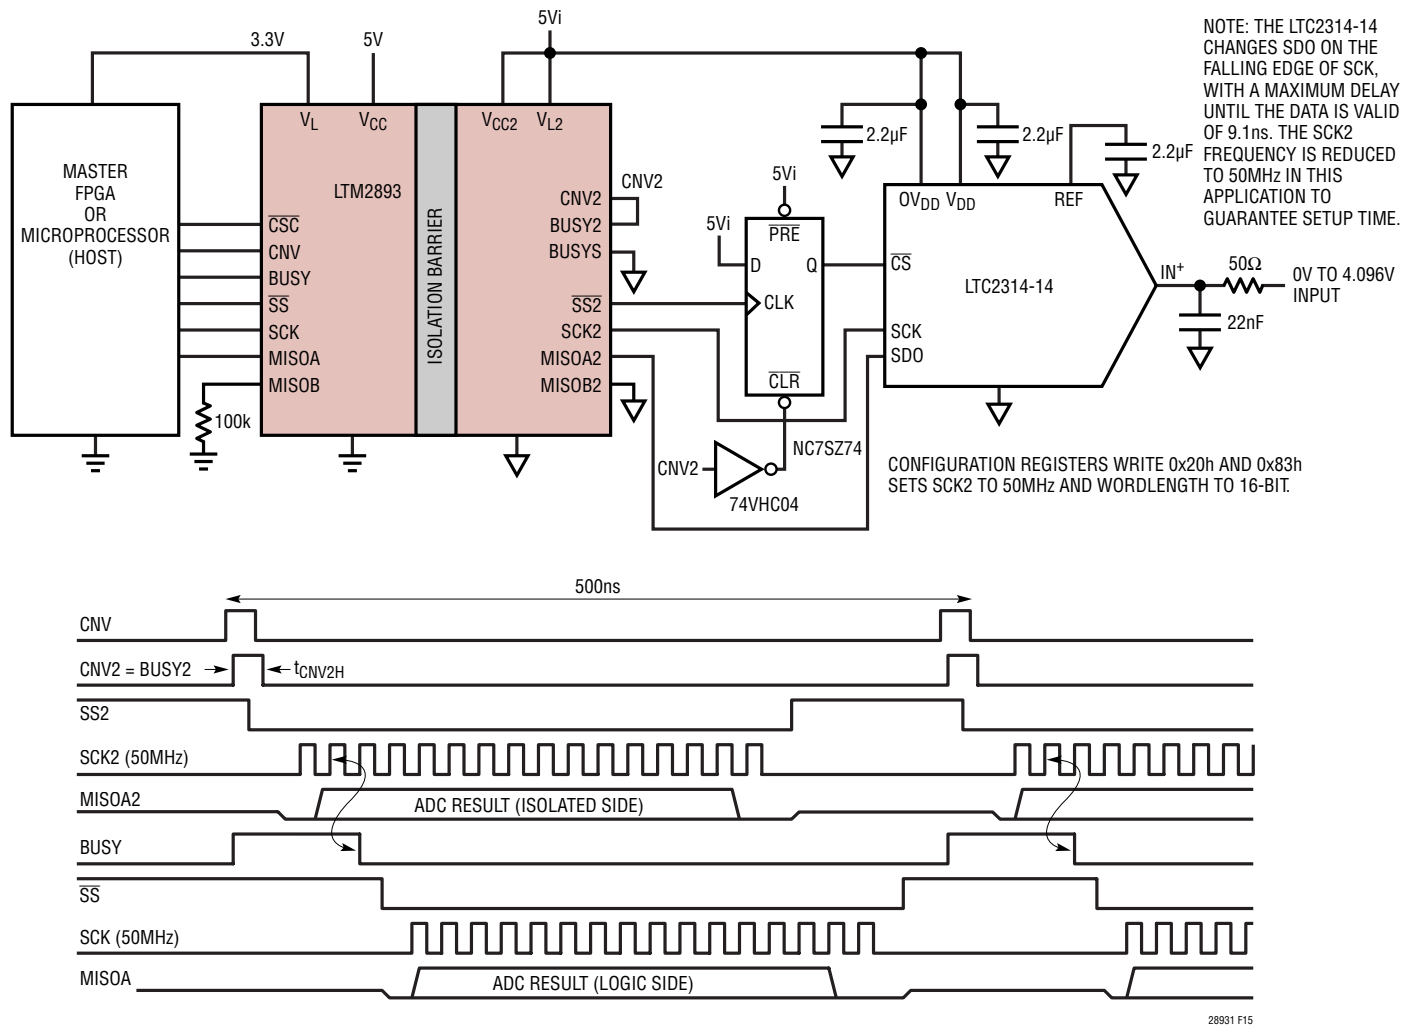 3.3V
5V
5Vi
NOTE: THE LTC2314-14
CHANGES SDO ON THE
FALLING EDGE OF SCK,
WITH A MAXIMUM DELAY
UNTIL THE DATA IS VALID
OF 9.1ns. THE SCK2
FREQUENCY IS REDUCED
TO 50MHz IN THIS
APPLICATION TO
GUARANTEE SETUP TIME.
MASTER
FPGA
OR
MICROPROCESSOR
(HOST)
VL
VCC
LTM2893
CSC
CNV
BUSY
SS
SCK
MISOA
MISOB
100k
ISOLATION BARRIER
VCC2
VL2
CNV2
BUSY2
BUSYS
SS2
SCK2
MISOA2
MISOB2
CNV2
5Vi
5Vi
PRE
D
Q
CLK
CLR
NC7SZ74
CNV2
74VHC04
2.2µF
2.2µF
2.2µF
OVDD
VDD
REF
CS
LTC2314-14
SCK
SDO
IN+
50Ω
0V TO 4.096V
INPUT
22nF
CONFIGURATION REGISTERS WRITE 0x20h AND 0x83h
SETS SCK2 TO 50MHz AND WORDLENGTH TO 16-BIT.
500ns
CNV
CNV2 = BUSY2
tCNV2H
SS2
SCK2 (50MHz)
MISOA2
ADC RESULT (ISOLATED SIDE)
BUSY
SS
SCK (50MHz)
MISOA
ADC RESULT (LOGIC SIDE)
28931 F15